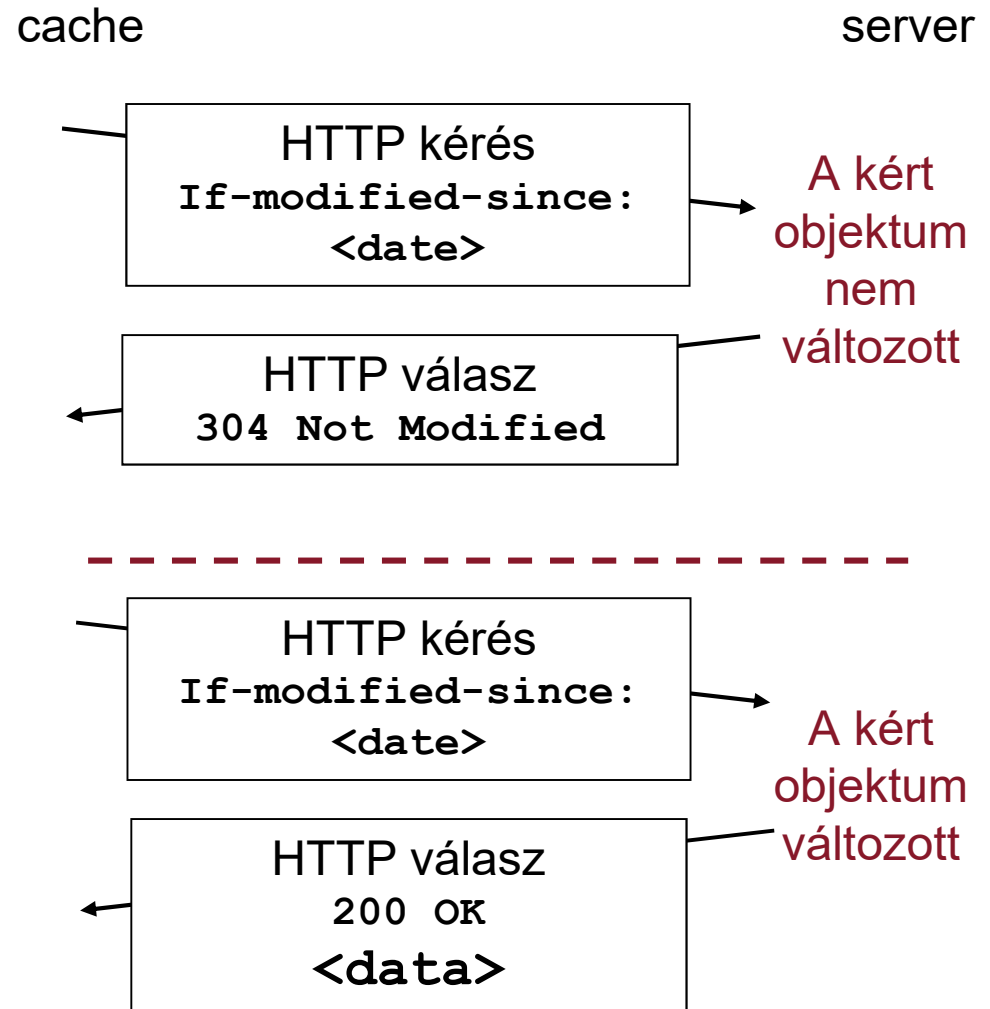 cache
server
HTTP kérés
If-modified-since:
<date>
A kért
objektum
nem
változott
HTTP válasz
304 Not Modified
HTTP kérés
If-modified-since:
<date>
A kért
objektum
változott
HTTP válasz
200 OK
<data>